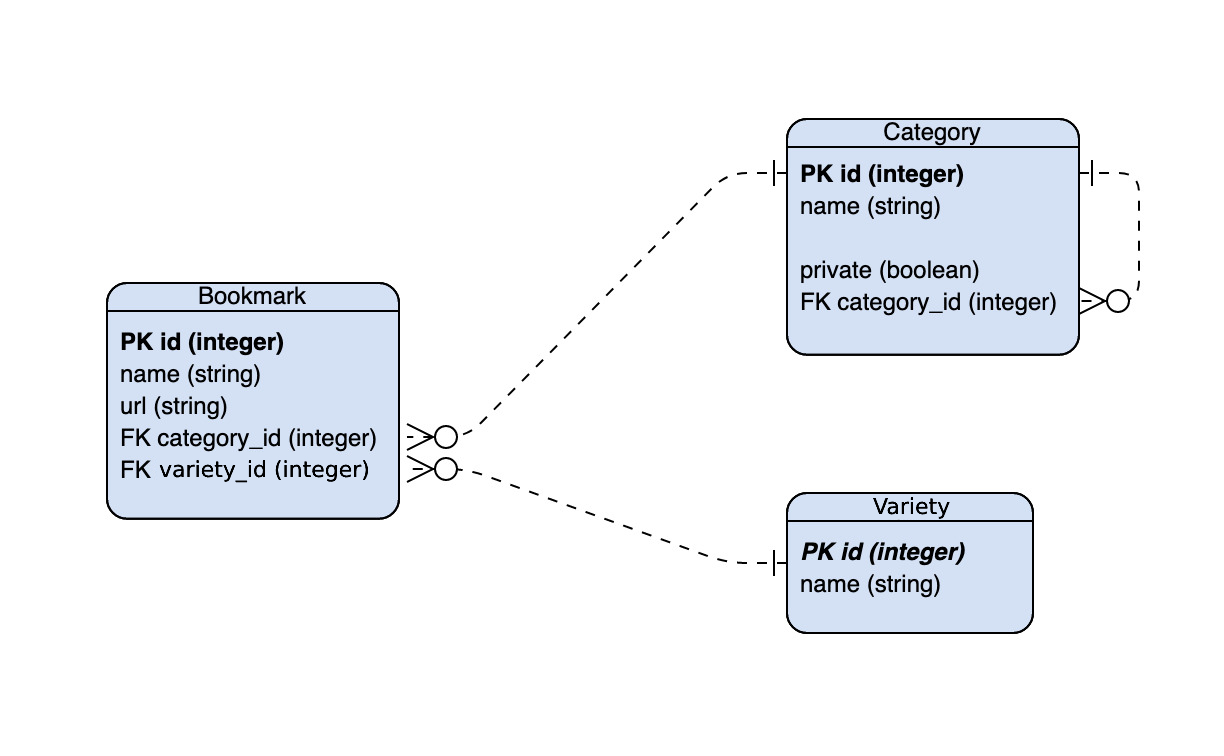 Category
PK id (integer)
name (string)
private (boolean)
FK category_id (integer)
Bookmark
PK id (integer)
name (string)
url (string)
FK category_id (integer)
FK variety_id (integer)
Variety
PK id (integer)
name (string)